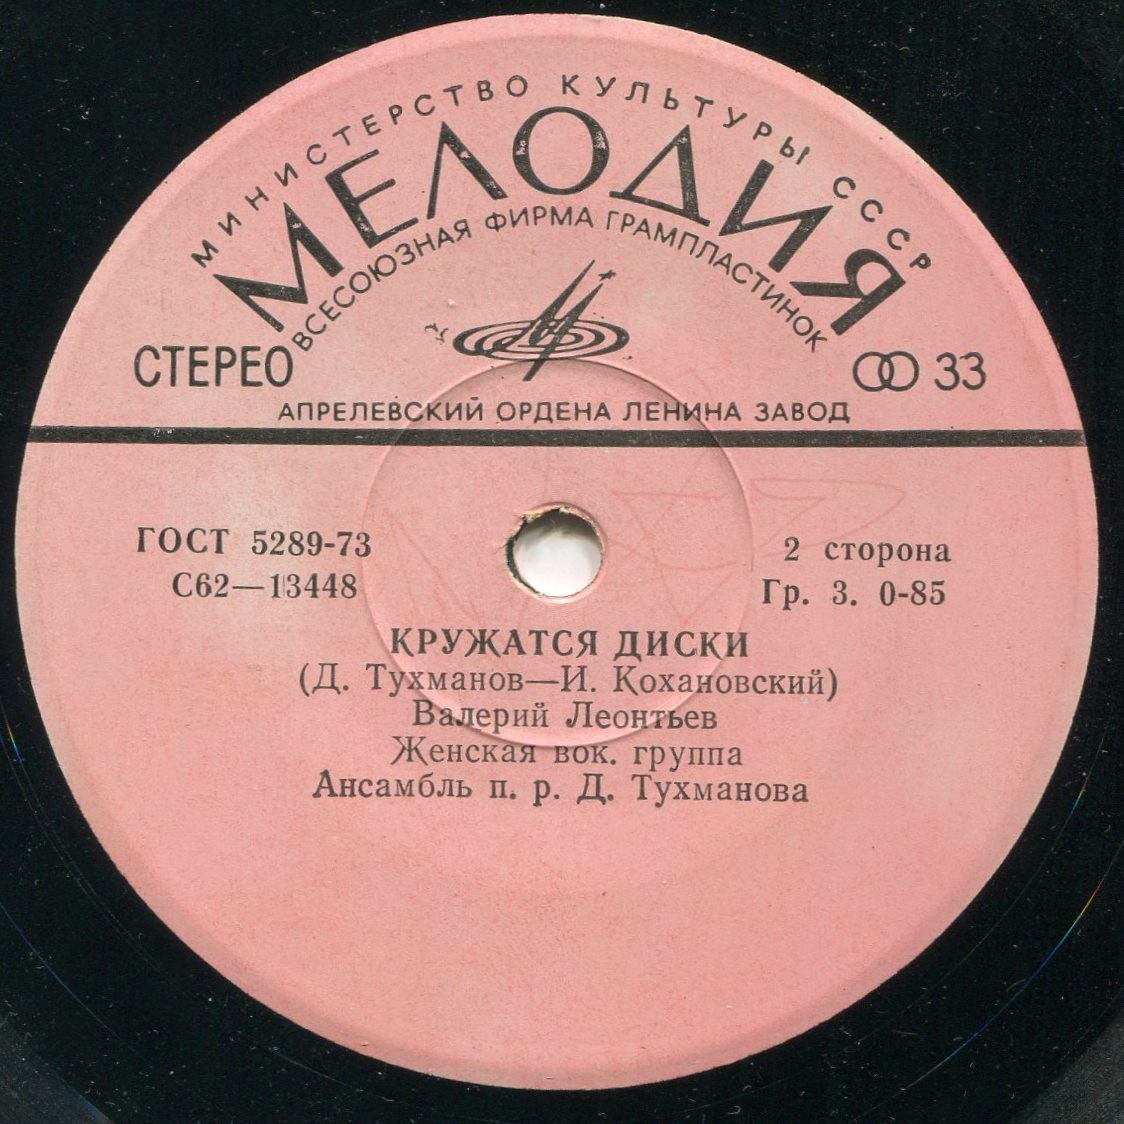 МИНИСТЕРСТВО КУЛЬТУРЫ СССР
МЕЛОДИЯ
ВСЕСОЮЗНАЯ ФИРМА ГРАМПЛАСТИНОК
СТЕРЕО
33
АПРЕЛЕВСКИЙ ОРДЕНА ЛЕНИНА ЗАВОД
ГОСТ 5289-73
С62—13448
2 сторона
Гр. 3. 0-85
КРУЖАТСЯ ДИСКИ
(Д. Тухманов—И. Кохановский)
Валерий Леонтьев
Женская вок. группа
Ансамбль п. р. Д. Тухманова